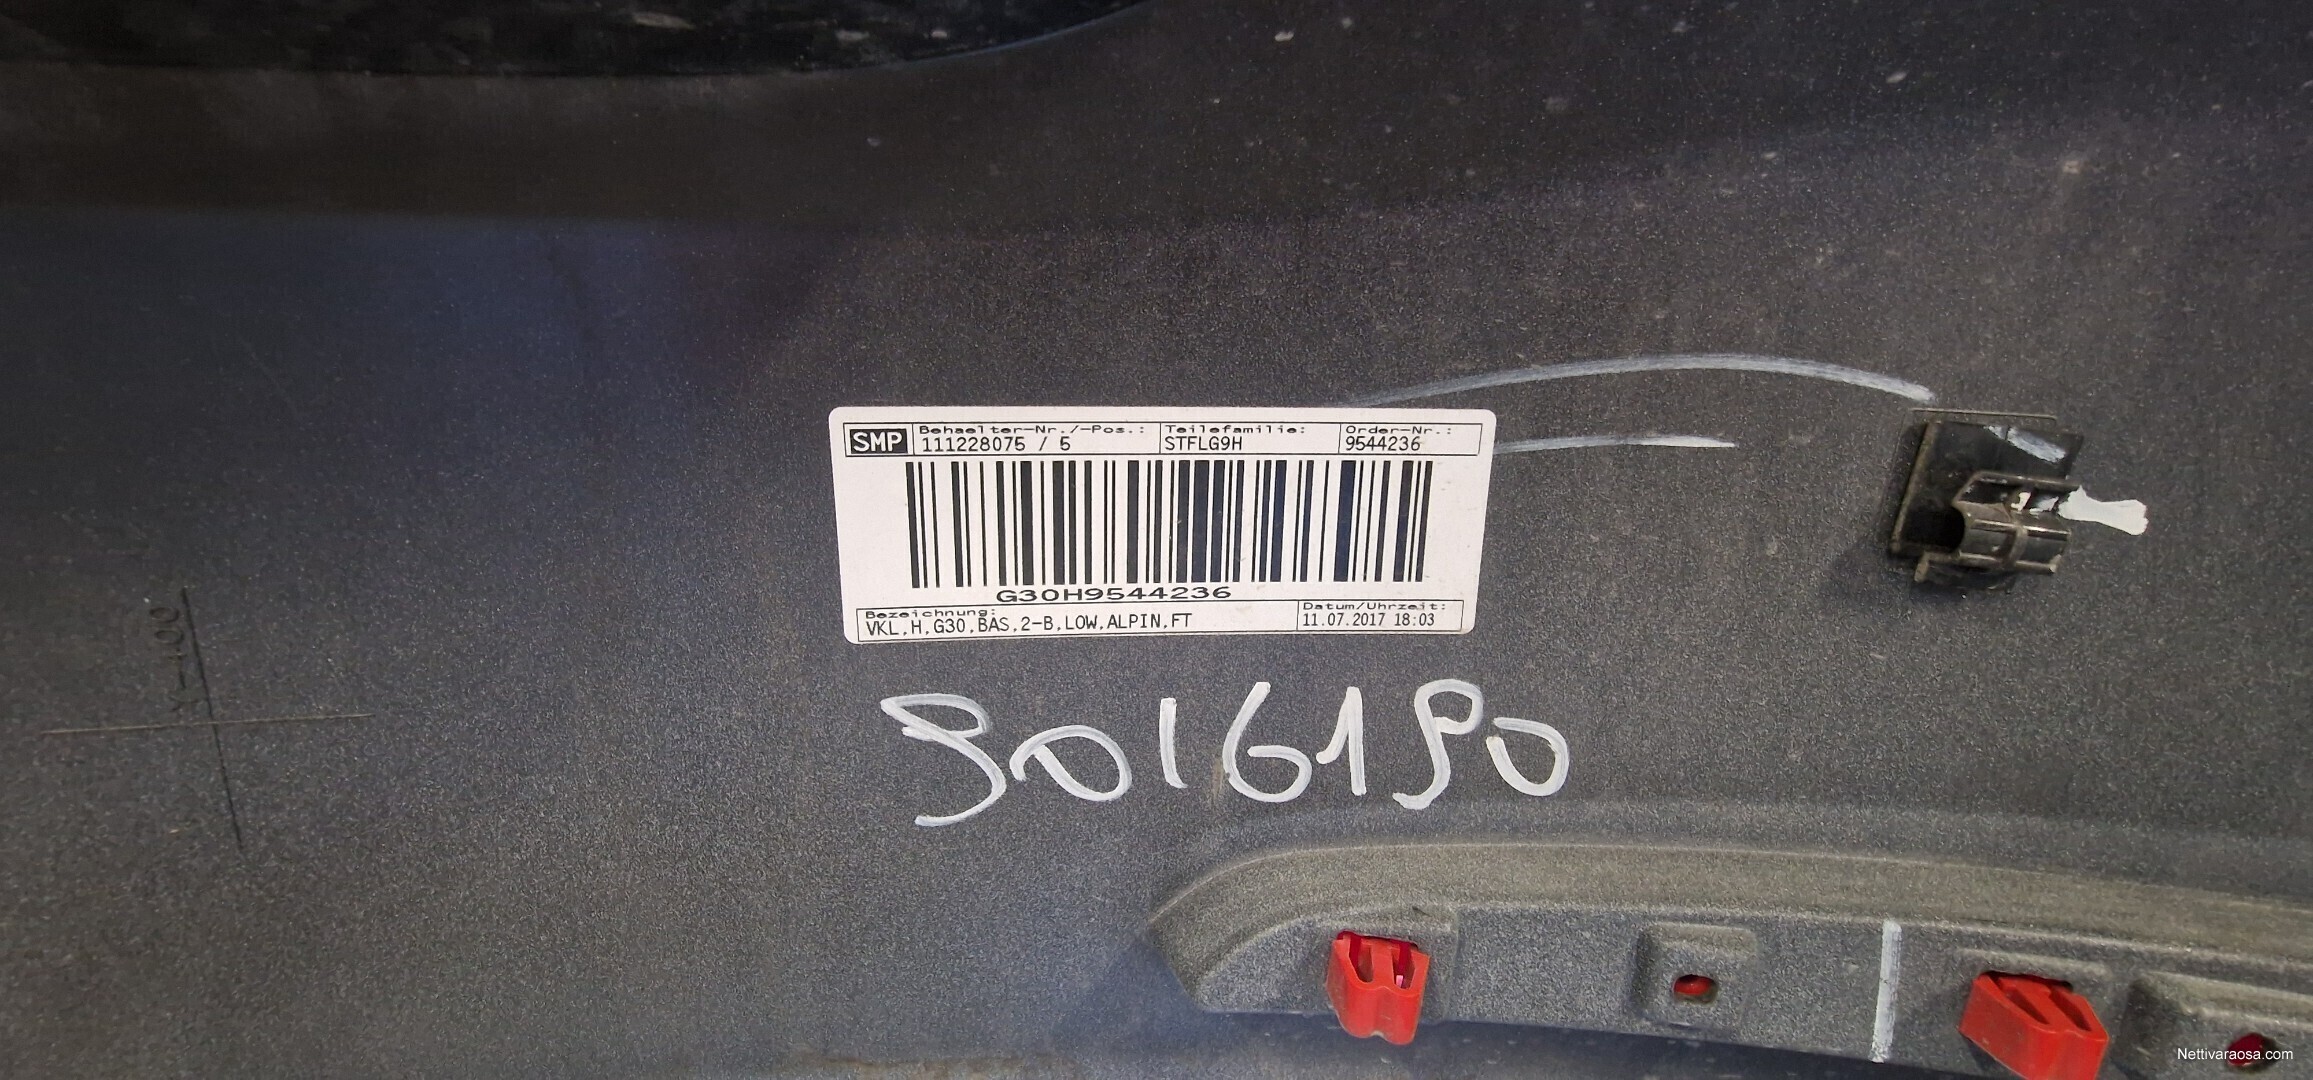 SMP
Behaelter-Nr./-Pos.: Teilefamilie: Order-Nr.:
111228075 / 5 STFLG9H 9544236
G30H9544236
Bezeichnung: Datum/Uhrzeit:
VKL,H,G30,BAS,2-B,LOW,ALPIN,FT 11.07.2017 18:03
9016190
Nettivaraosa.com